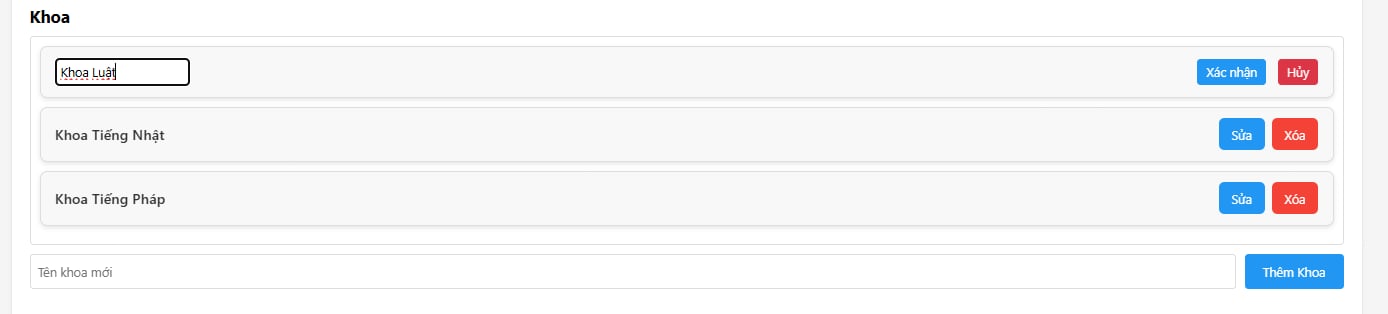 Khoa
Khoa Luật Xác nhận Hủy
Khoa Tiếng Nhật Sửa Xóa
Khoa Tiếng Pháp Sửa Xóa
Tên khoa mới Thêm Khoa